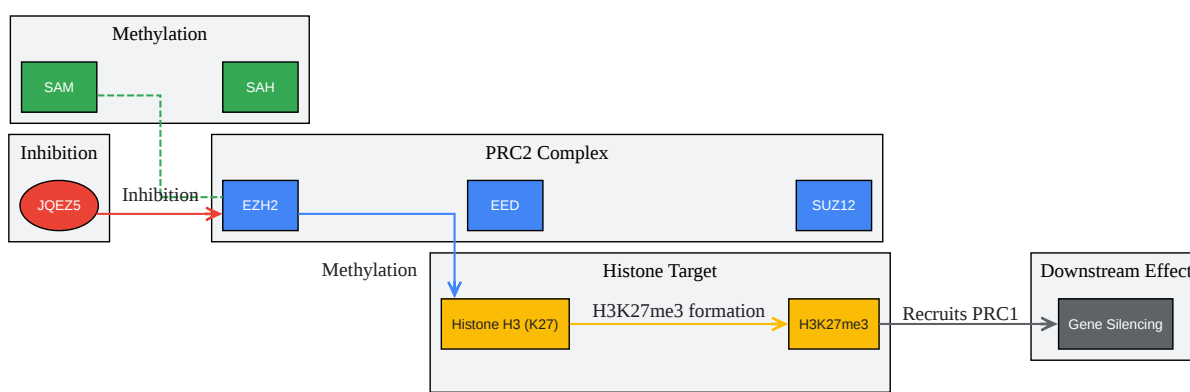 Methylation
SAM
SAH
Inhibition
PRC2 Complex
JQEZ5
Inhibition
EZH2
EED
SUZ12
Methylation
Histone Target
Downstream Effect
Histone H3 (K27)
H3K27me3 formation
H3K27me3
Recruits PRC1
Gene Silencing